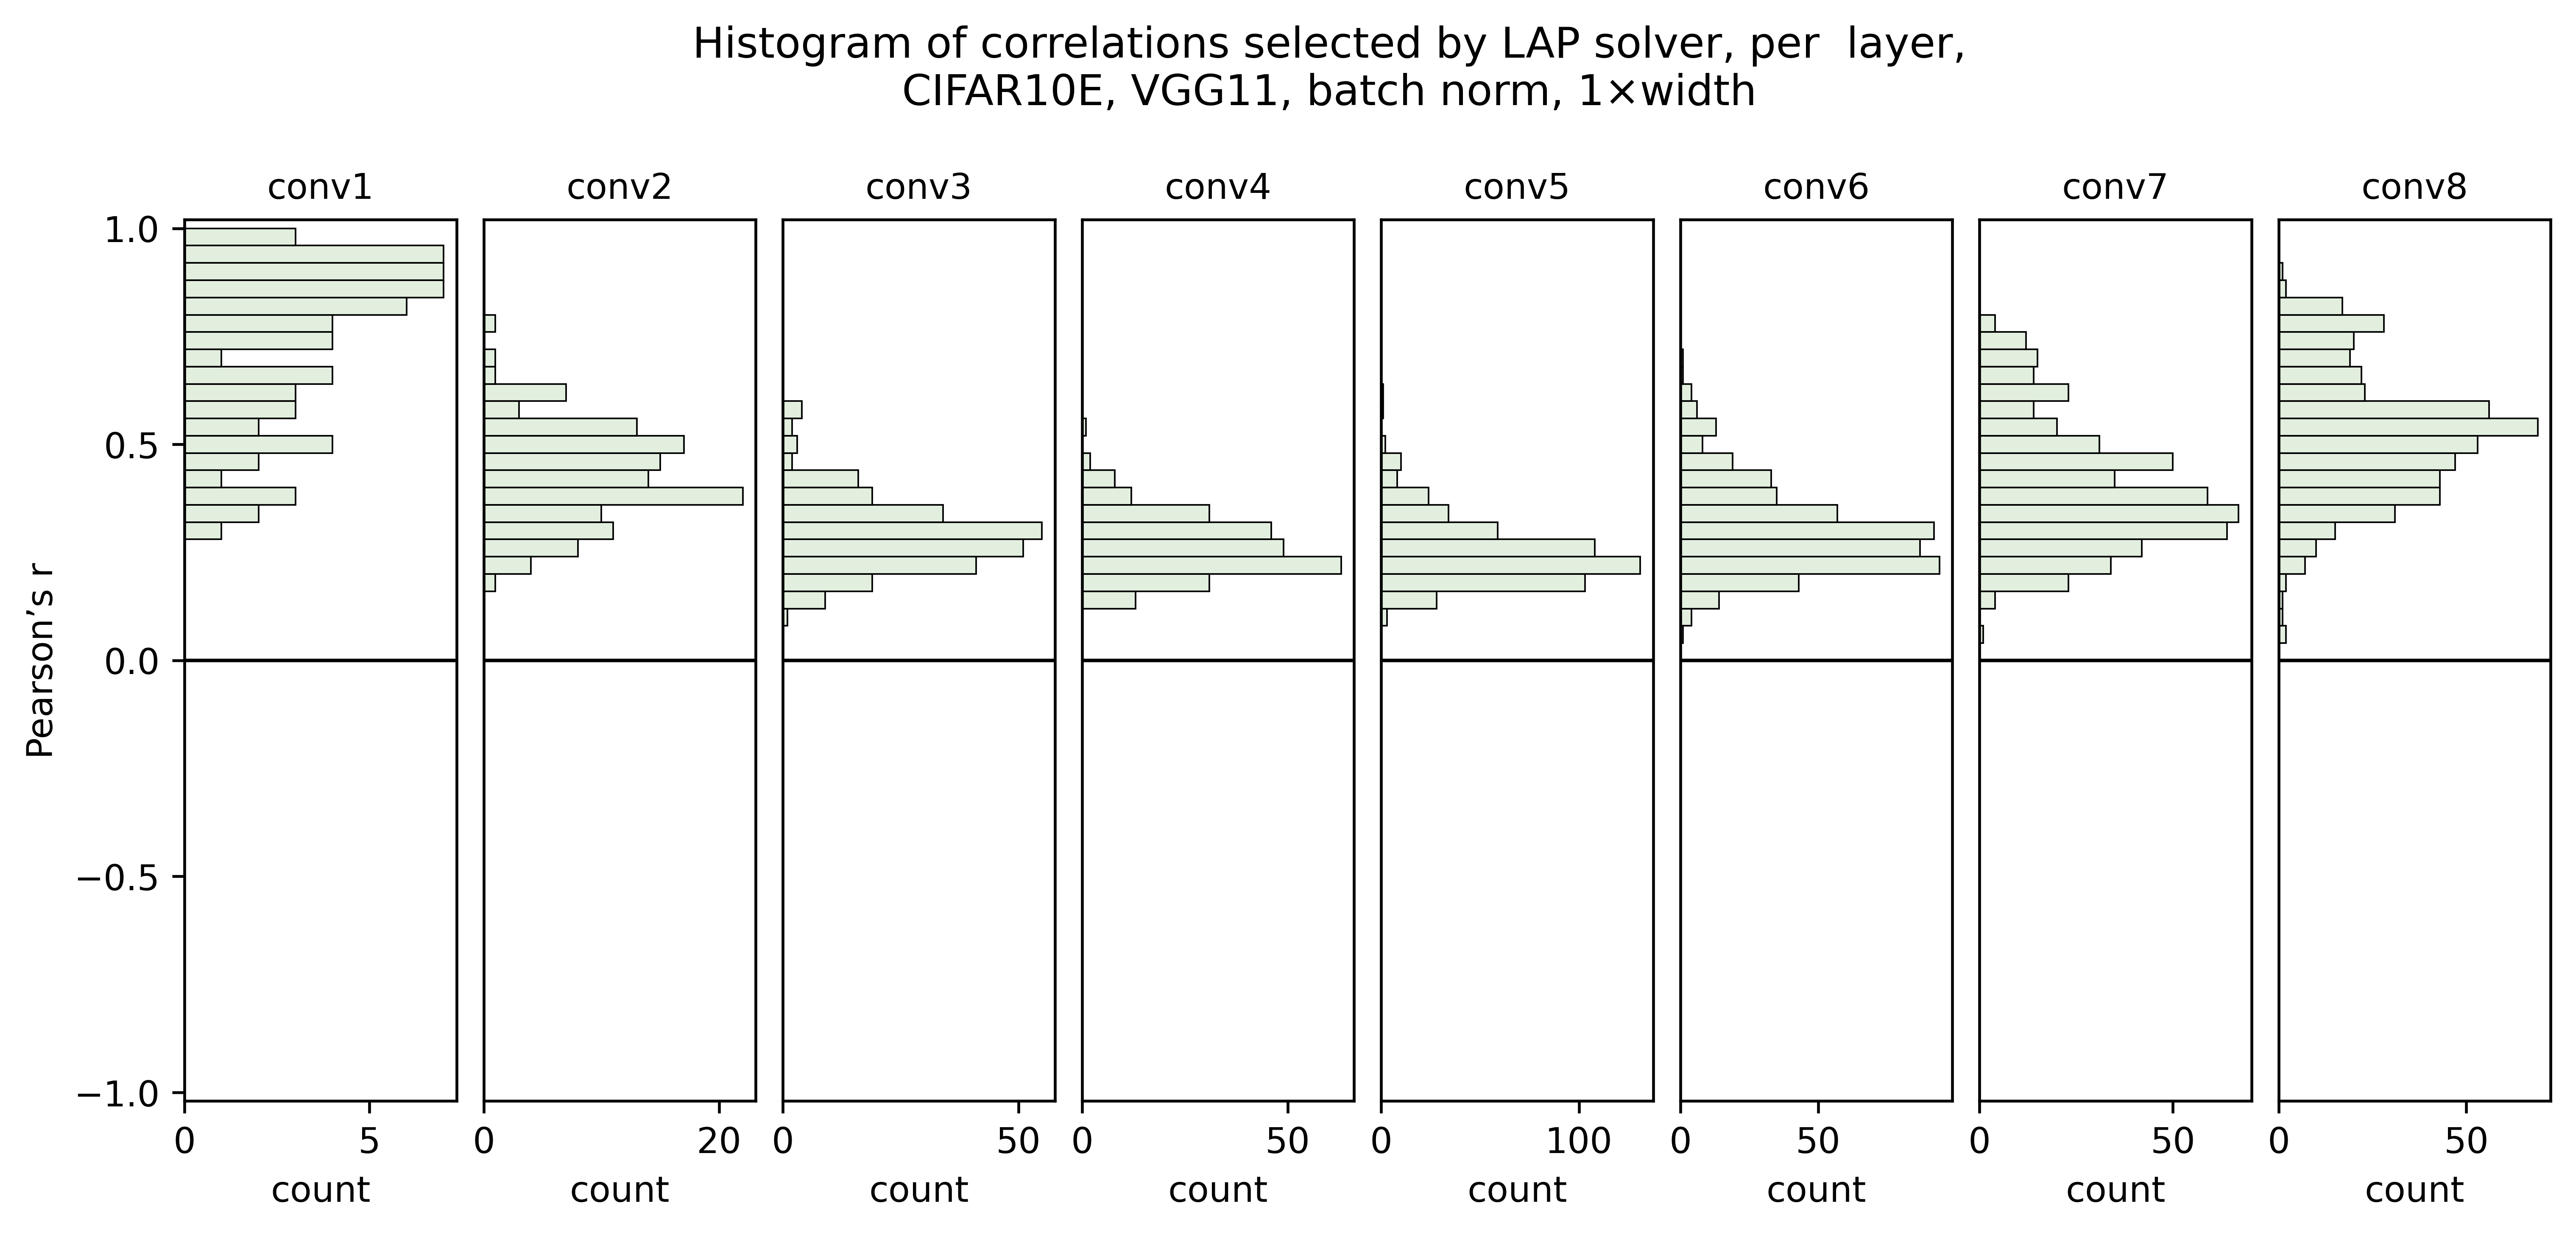 Histogram of correlations selected by LAP solver, per  layer,
CIFAR10E, VGG11, batch norm, 1×width
conv1 conv2 conv3 conv4 conv5 conv6 conv7 conv8
1.0
0.5
0.0
−0.5
−1.0
Pearson’s r
0 5 0 20 0 50 0 50 0 100 0 50 0 50 0 50
count count count count count count count count